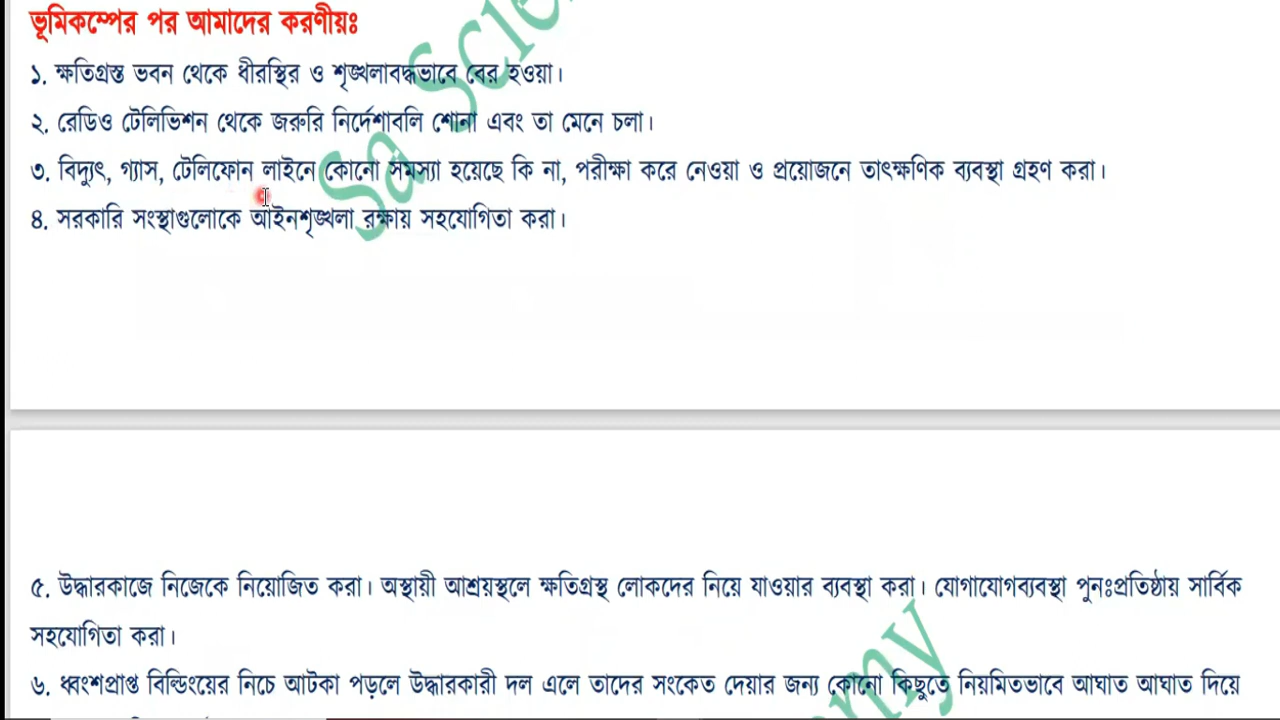 ভূমিকম্পের পর আমাদের করণীয়ঃ
১. ক্ষতিগ্রস্ত ভবন থেকে ধীরস্থির ও শৃঙ্খলাবদ্ধভাবে বের হওয়া।
২. রেডিও টেলিভিশন থেকে জরুরি নির্দেশাবলি শোনা এবং তা মেনে চলা।
৩. বিদ্যুৎ, গ্যাস, টেলিফোন লাইনে কোনো সমস্যা হয়েছে কি না, পরীক্ষা করে নেওয়া ও প্রয়োজনে তাৎক্ষণিক ব্যবস্থা গ্রহণ করা।
৪. সরকারি সংস্থাগুলোকে আইনশৃঙ্খলা রক্ষায় সহযোগিতা করা।
৫. উদ্ধারকাজে নিজেকে নিয়োজিত করা। অস্থায়ী আশ্রয়স্থলে ক্ষতিগ্রস্থ লোকদের নিয়ে যাওয়ার ব্যবস্থা করা। যোগাযোগব্যবস্থা পুনঃপ্রতিষ্ঠায় সার্বিক
সহযোগিতা করা।
৬. ধ্বংশপ্রাপ্ত বিল্ডিংয়ের নিচে আটকা পড়লে উদ্ধারকারী দল এলে তাদের সংকেত দেয়ার জন্য কোনো কিছুতে নিয়মিতভাবে আঘাত আঘাত দিয়ে